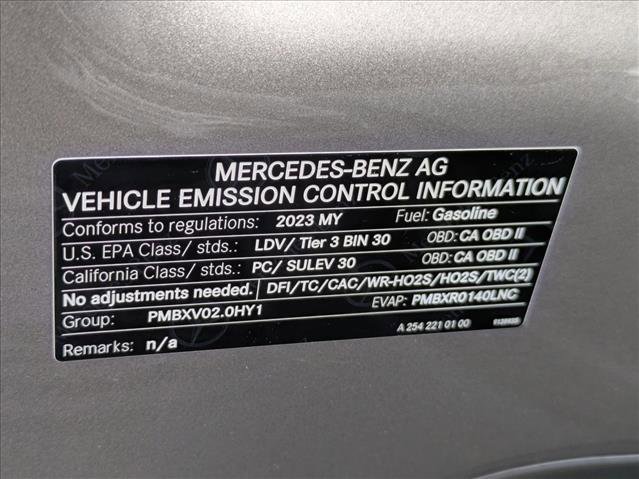 MERCEDES-BENZ AG
VEHICLE EMISSION CONTROL INFORMATION
Conforms to regulations: 2023 MY Fuel: Gasoline
U.S. EPA Class/ stds.: LDV/ Tier 3 BIN 30 OBD: CA OBD II
California Class/ stds.: PC/ SULEV 30 OBD: CA OBD II
No adjustments needed. DFI/TC/CAC/WR-HO2S/HO2S/TWC(2)
Group: PMBXV02.0HY1 EVAP: PMBXR0140LNC
A 254 221 01 00
Remarks: n/a